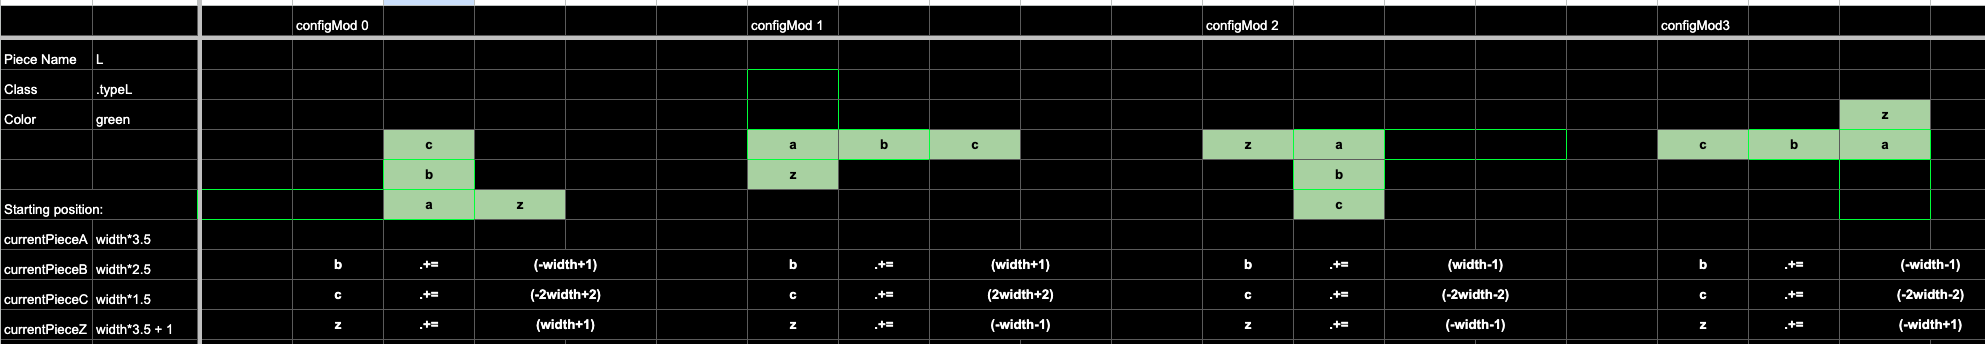 configMod 0 configMod 1 configMod 2 configMod3
Piece Name L
Class .typeL
Color green z
c a b c z a c b a
b z b
Starting position: a z c
currentPieceA width*3.5
currentPieceB width*2.5 b .+= (-width+1) b .+= (width+1) b .+= (width-1) b .+= (-width-1)
currentPieceC width*1.5 c .+= (-2width+2) c .+= (2width+2) c .+= (-2width-2) c .+= (-2width-2)
currentPieceZ width*3.5 + 1 z .+= (width+1) z .+= (-width-1) z .+= (-width-1) z .+= (-width+1)